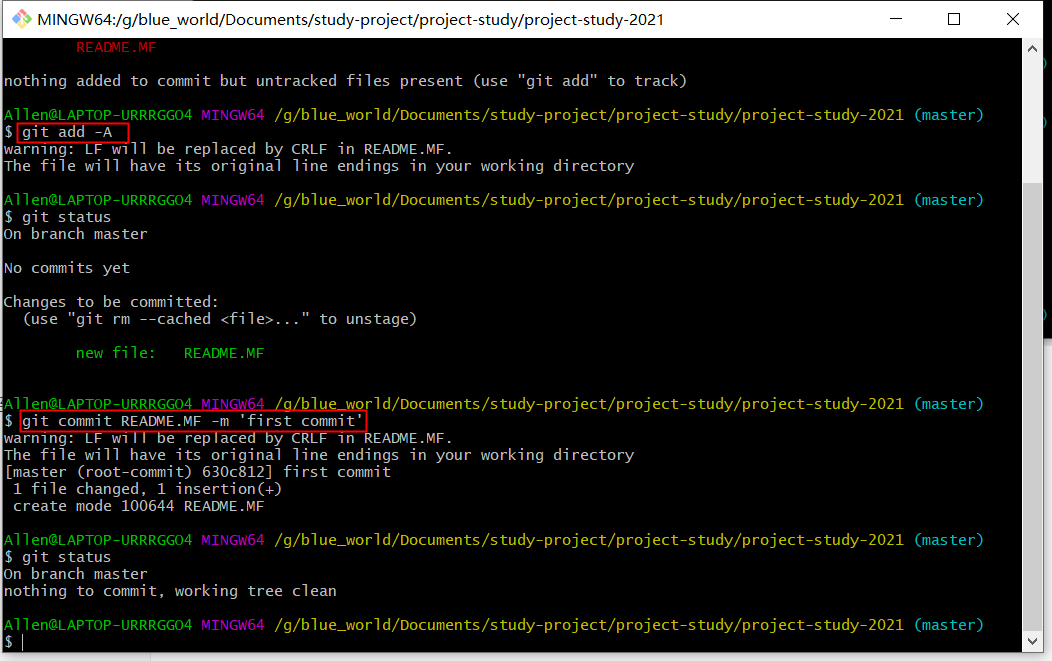 MINGW64:/g/blue_world/Documents/study-project/project-study/project-study-2021
README.MF
nothing added to commit but untracked files present (use "git add" to track)
Allen@LAPTOP-URRRGGO4 MINGW64 /g/blue_world/Documents/study-project/project-study/project-study-2021 (master)
$ git add -A
warning: LF will be replaced by CRLF in README.MF.
The file will have its original line endings in your working directory
Allen@LAPTOP-URRRGGO4 MINGW64 /g/blue_world/Documents/study-project/project-study/project-study-2021 (master)
$ git status
On branch master
No commits yet
Changes to be committed:
(use "git rm --cached <file>..." to unstage)
new file:   README.MF
Allen@LAPTOP-URRRGGO4 MINGW64 /g/blue_world/Documents/study-project/project-study/project-study-2021 (master)
$ git commit README.MF -m 'first commit'
warning: LF will be replaced by CRLF in README.MF.
The file will have its original line endings in your working directory
[master (root-commit) 630c812] first commit
1 file changed, 1 insertion(+)
create mode 100644 README.MF
Allen@LAPTOP-URRRGGO4 MINGW64 /g/blue_world/Documents/study-project/project-study/project-study-2021 (master)
$ git status
On branch master
nothing to commit, working tree clean
Allen@LAPTOP-URRRGGO4 MINGW64 /g/blue_world/Documents/study-project/project-study/project-study-2021 (master)
$